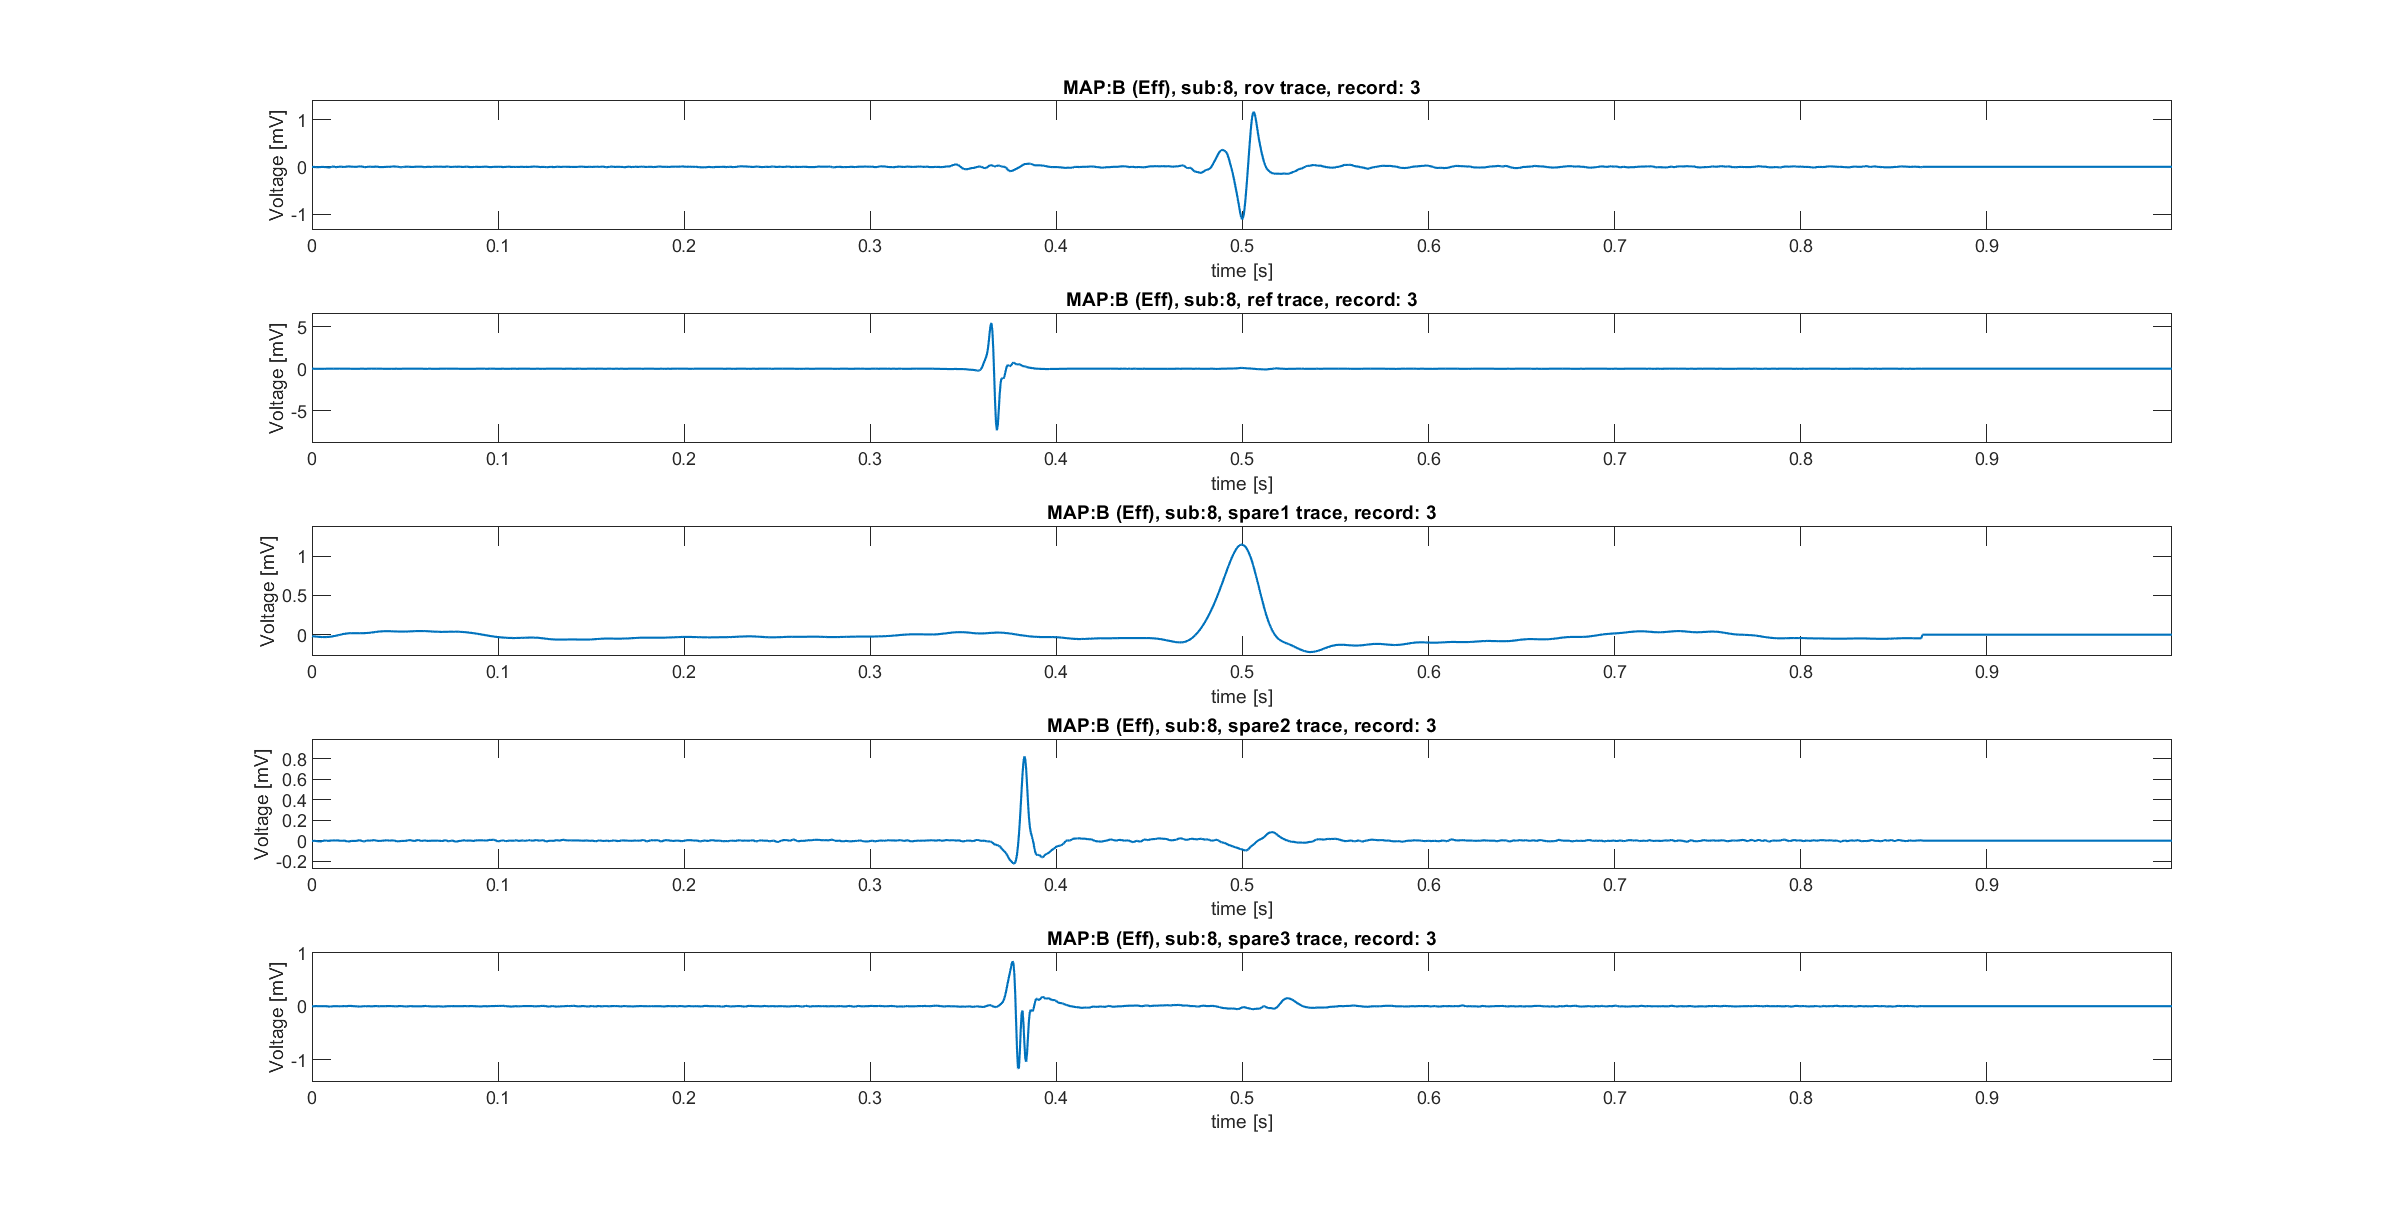 MAP:B (Eff), sub:8, rov trace, record: 3
Voltage [mV]
1
0
-1
0 0.1 0.2 0.3 0.4 0.5 0.6 0.7 0.8 0.9
time [s]
MAP:B (Eff), sub:8, ref trace, record: 3
Voltage [mV]
5
0
-5
0 0.1 0.2 0.3 0.4 0.5 0.6 0.7 0.8 0.9
time [s]
MAP:B (Eff), sub:8, spare1 trace, record: 3
Voltage [mV]
1
0.5
0
0 0.1 0.2 0.3 0.4 0.5 0.6 0.7 0.8 0.9
time [s]
MAP:B (Eff), sub:8, spare2 trace, record: 3
Voltage [mV]
0.8
0.6
0.4
0.2
0
-0.2
0 0.1 0.2 0.3 0.4 0.5 0.6 0.7 0.8 0.9
time [s]
MAP:B (Eff), sub:8, spare3 trace, record: 3
Voltage [mV]
1
0
-1
0 0.1 0.2 0.3 0.4 0.5 0.6 0.7 0.8 0.9
time [s]